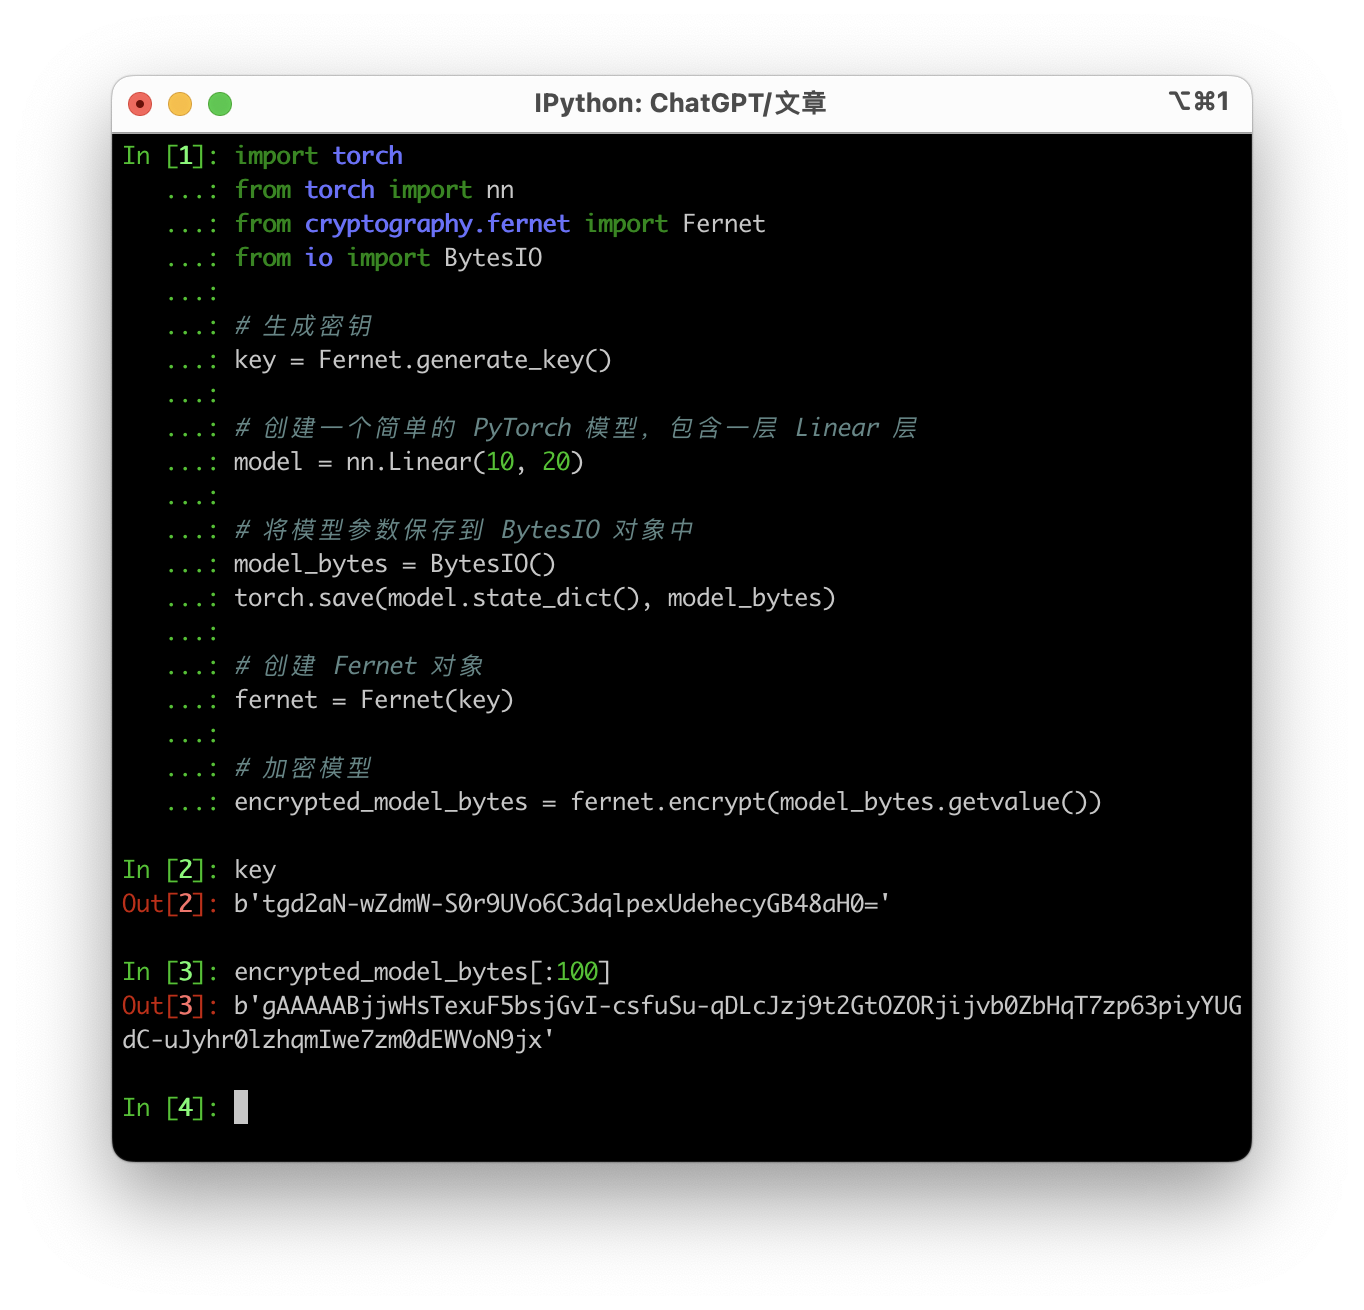 IPython: ChatGPT/文章
⌥⌘1
In [1]: import torch
   ...: from torch import nn
   ...: from cryptography.fernet import Fernet
   ...: from io import BytesIO
   ...:
   ...: # 生成密钥
   ...: key = Fernet.generate_key()
   ...:
   ...: # 创建一个简单的 PyTorch 模型，包含一层 Linear 层
   ...: model = nn.Linear(10, 20)
   ...:
   ...: # 将模型参数保存到 BytesIO 对象中
   ...: model_bytes = BytesIO()
   ...: torch.save(model.state_dict(), model_bytes)
   ...:
   ...: # 创建 Fernet 对象
   ...: fernet = Fernet(key)
   ...:
   ...: # 加密模型
   ...: encrypted_model_bytes = fernet.encrypt(model_bytes.getvalue())
In [2]: key
Out[2]: b'tgd2aN-wZdmW-S0r9UVo6C3dqlpexUdehecyGB48aH0='
In [3]: encrypted_model_bytes[:100]
Out[3]: b'gAAAAABjjwHsTexuF5bsjGvI-csfuSu-qDLcJzj9t2GtOZORjijvb0ZbHqT7zp63piyYUG
dC-uJyhr0lzhqmIwe7zm0dEWVoN9jx'
In [4]: